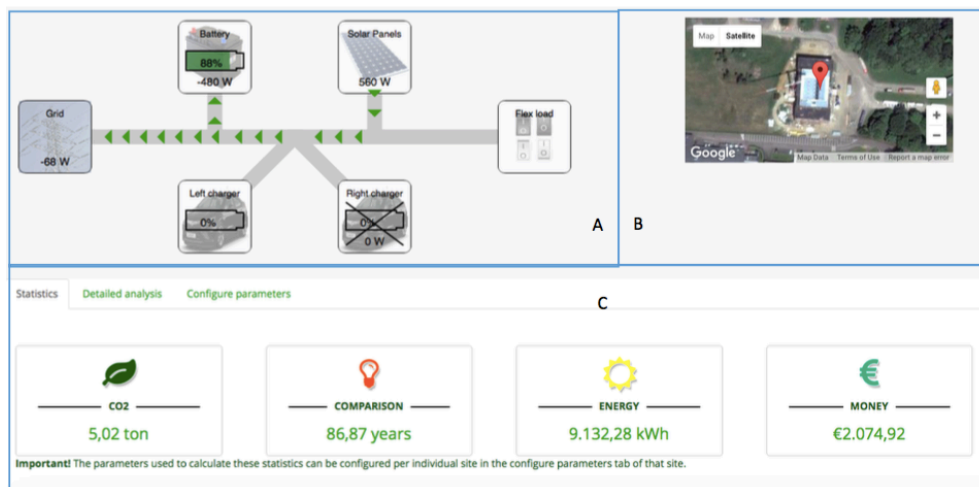 Battery
88%
-480 W
Solar Panels
560 W
Grid
-68 W
Flex load
Left charger
0%
Right charger
0%
0 W
A
Map Satellite
Google
Map Data Terms of Use Report a map error
B
Statistics Detailed analysis Configure parameters
C
CO2
5,02 ton
COMPARISON
86,87 years
ENERGY
9.132,28 kWh
MONEY
€2.074,92
Important! The parameters used to calculate these statistics can be configured per individual site in the configure parameters tab of that site.